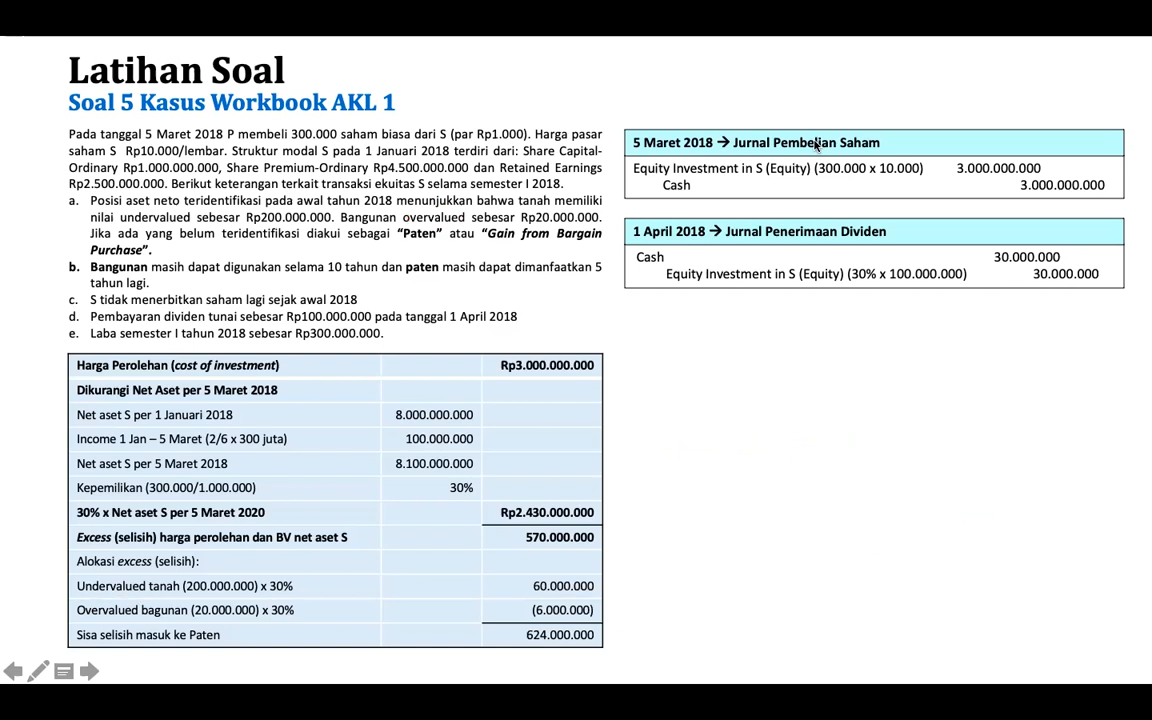 Latihan Soal
Soal 5 Kasus Workbook AKL 1
Pada tanggal 5 Maret 2018 P membeli 300.000 saham biasa dari S (par Rp1.000). Harga pasar
saham S Rp10.000/lembar. Struktur modal S pada 1 Januari 2018 terdiri dari: Share Capital-
Ordinary Rp1.000.000.000, Share Premium-Ordinary Rp4.500.000.000 dan Retained Earnings
Rp2.500.000.000. Berikut keterangan terkait transaksi ekuitas S selama semester I 2018.
a. Posisi aset neto teridentifikasi pada awal tahun 2018 menunjukkan bahwa tanah memiliki
nilai undervalued sebesar Rp200.000.000. Bangunan overvalued sebesar Rp20.000.000.
Jika ada yang belum teridentifikasi diakui sebagai “Paten” atau “Gain from Bargain
Purchase”.
b. Bangunan masih dapat digunakan selama 10 tahun dan paten masih dapat dimanfaatkan 5
tahun lagi.
c. S tidak menerbitkan saham lagi sejak awal 2018
d. Pembayaran dividen tunai sebesar Rp100.000.000 pada tanggal 1 April 2018
e. Laba semester I tahun 2018 sebesar Rp300.000.000.
Harga Perolehan (cost of investment) Rp3.000.000.000
Dikurangi Net Aset per 5 Maret 2018
Net aset S per 1 Januari 2018 8.000.000.000
Income 1 Jan – 5 Maret (2/6 x 300 juta) 100.000.000
Net aset S per 5 Maret 2018 8.100.000.000
Kepemilikan (300.000/1.000.000) 30%
30% x Net aset S per 5 Maret 2020 Rp2.430.000.000
Excess (selisih) harga perolehan dan BV net aset S 570.000.000
Alokasi excess (selisih):
Undervalued tanah (200.000.000) x 30% 60.000.000
Overvalued bagunan (20.000.000) x 30% (6.000.000)
Sisa selisih masuk ke Paten 624.000.000
5 Maret 2018 → Jurnal Pembelian Saham
Equity Investment in S (Equity) (300.000 x 10.000) 3.000.000.000
Cash 3.000.000.000
1 April 2018 → Jurnal Penerimaan Dividen
Cash 30.000.000
Equity Investment in S (Equity) (30% x 100.000.000) 30.000.000